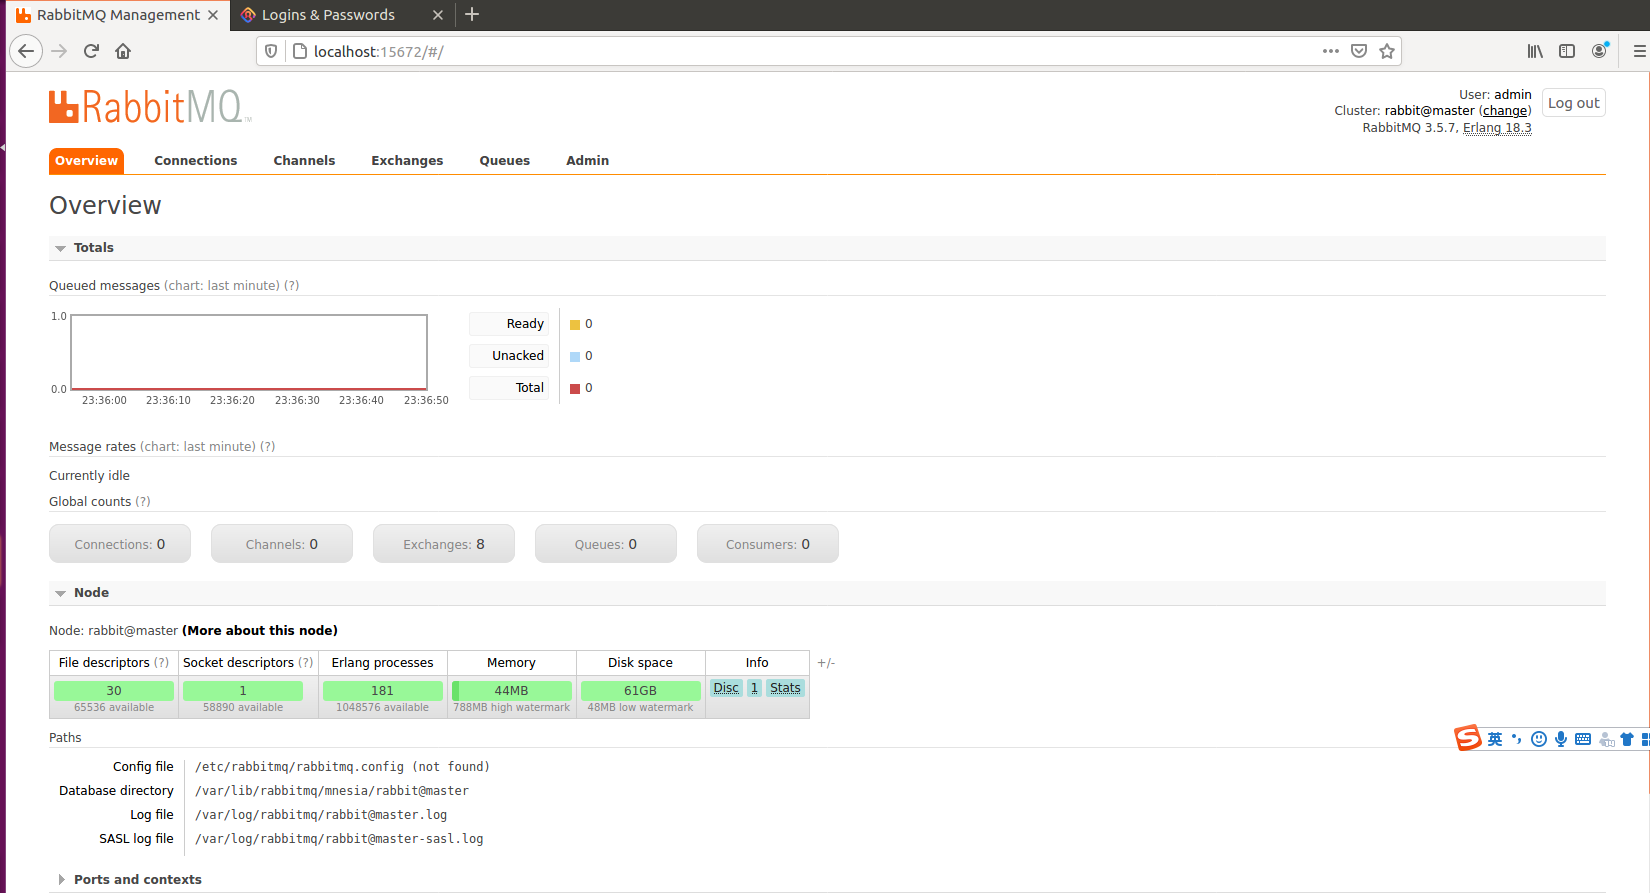 RabbitMQ Management
Logins & Passwords
localhost:15672/#/
RabbitMQ™
User: admin
Cluster: rabbit@master (change)
RabbitMQ 3.5.7, Erlang 18.3
Log out
Overview Connections Channels Exchanges Queues Admin
Overview
Totals
Queued messages (chart: last minute) (?)
1.0
0.0
23:36:00 23:36:10 23:36:20 23:36:30 23:36:40 23:36:50
Ready 0
Unacked 0
Total 0
Message rates (chart: last minute) (?)
Currently idle
Global counts (?)
Connections: 0 Channels: 0 Exchanges: 8 Queues: 0 Consumers: 0
Node
Node: rabbit@master (More about this node)
File descriptors (?) Socket descriptors (?) Erlang processes Memory Disk space Info +/-
30 1 181 44MB 61GB Disc 1 Stats
65536 available 58890 available 1048576 available 788MB high watermark 48MB low watermark
Paths
S 英
Config file /etc/rabbitmq/rabbitmq.config (not found)
Database directory /var/lib/rabbitmq/mnesia/rabbit@master
Log file /var/log/rabbitmq/rabbit@master.log
SASL log file /var/log/rabbitmq/rabbit@master-sasl.log
Ports and contexts